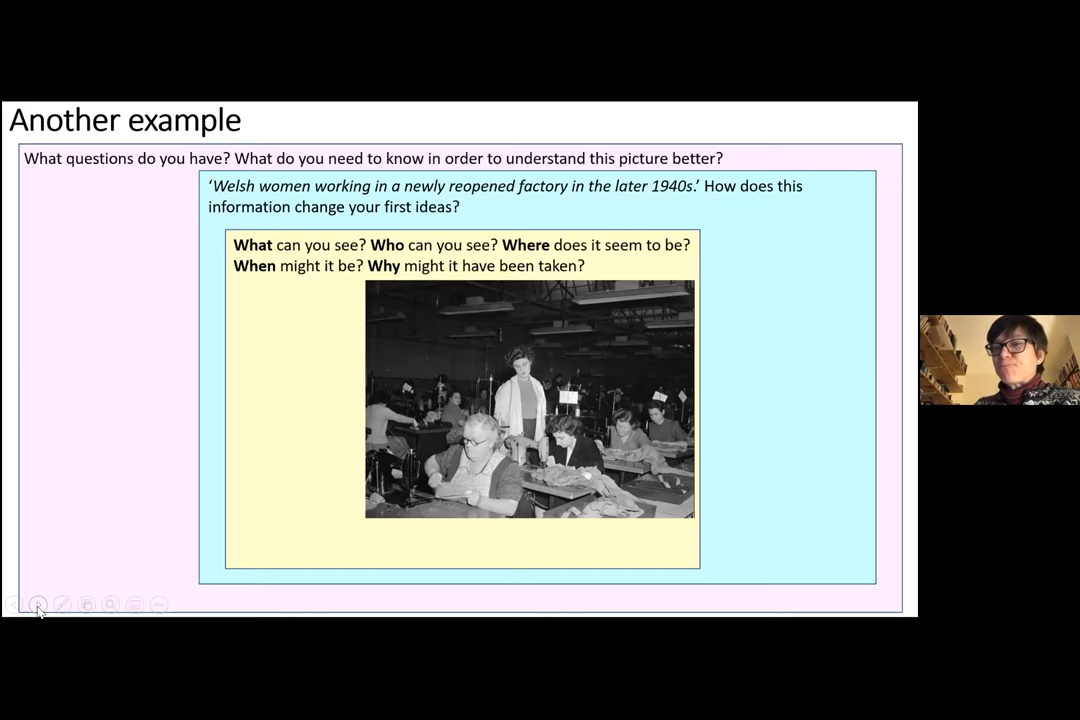 Another example
What questions do you have? What do you need to know in order to understand this picture better?
‘Welsh women working in a newly reopened factory in the later 1940s.’ How does this
information change your first ideas?
What can you see? Who can you see? Where does it seem to be?
When might it be? Why might it have been taken?